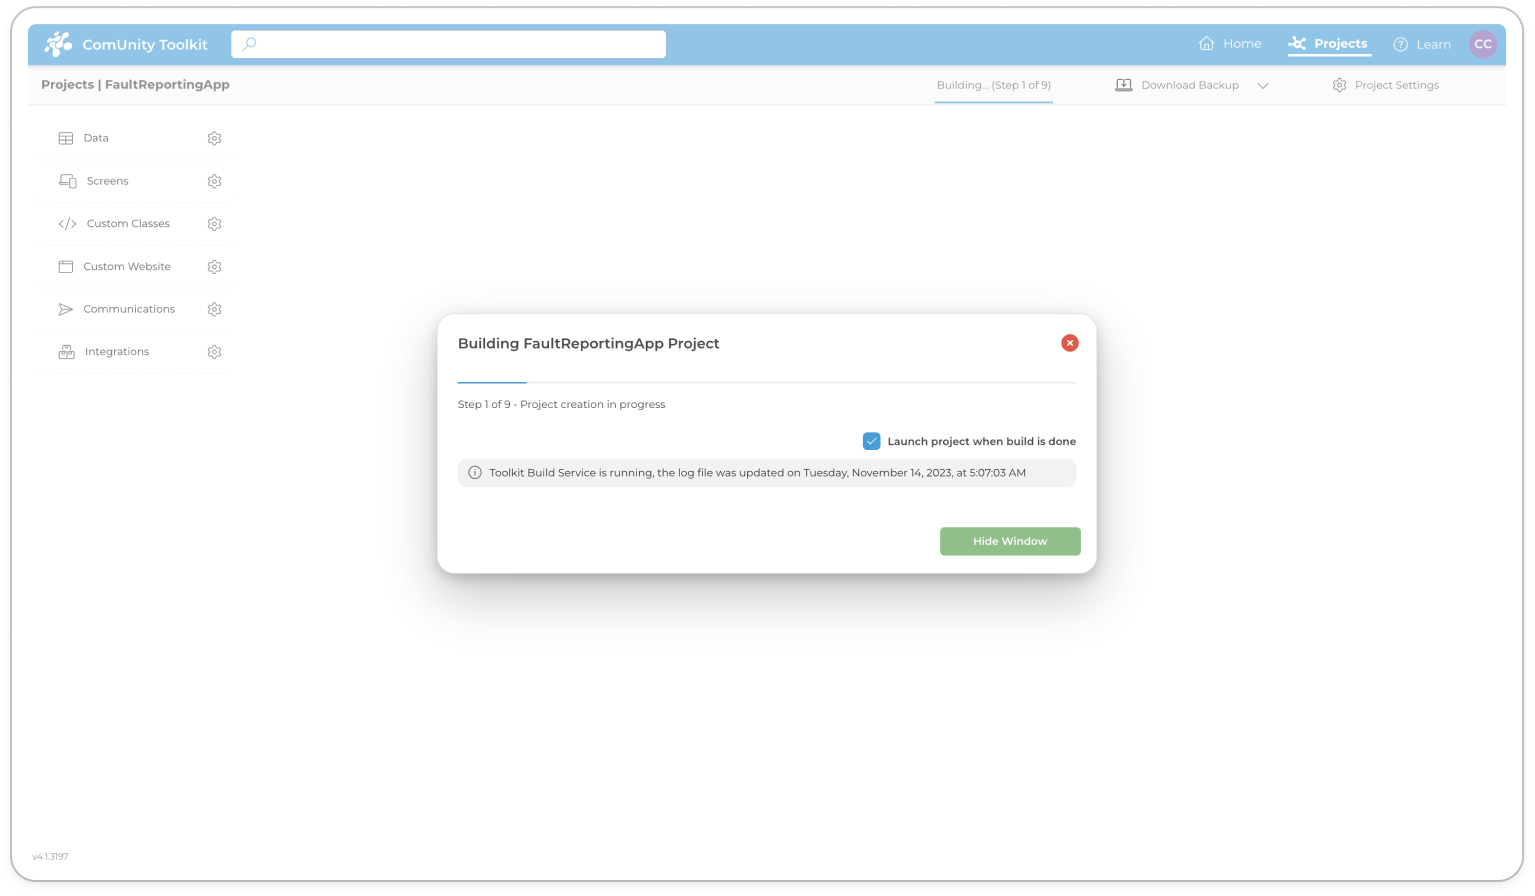 ComUnity Toolkit
Home
Projects
Learn
CC
Projects | FaultReportingApp
Building... (Step 1 of 9)
Download Backup
Project Settings
Data
Screens
Custom Classes
Custom Website
Communications
Integrations
Building FaultReportingApp Project
Step 1 of 9 - Project creation in progress
Launch project when build is done
Toolkit Build Service is running, the log file was updated on Tuesday, November 14, 2023, at 5:07:03 AM
Hide Window
v4.1.3197